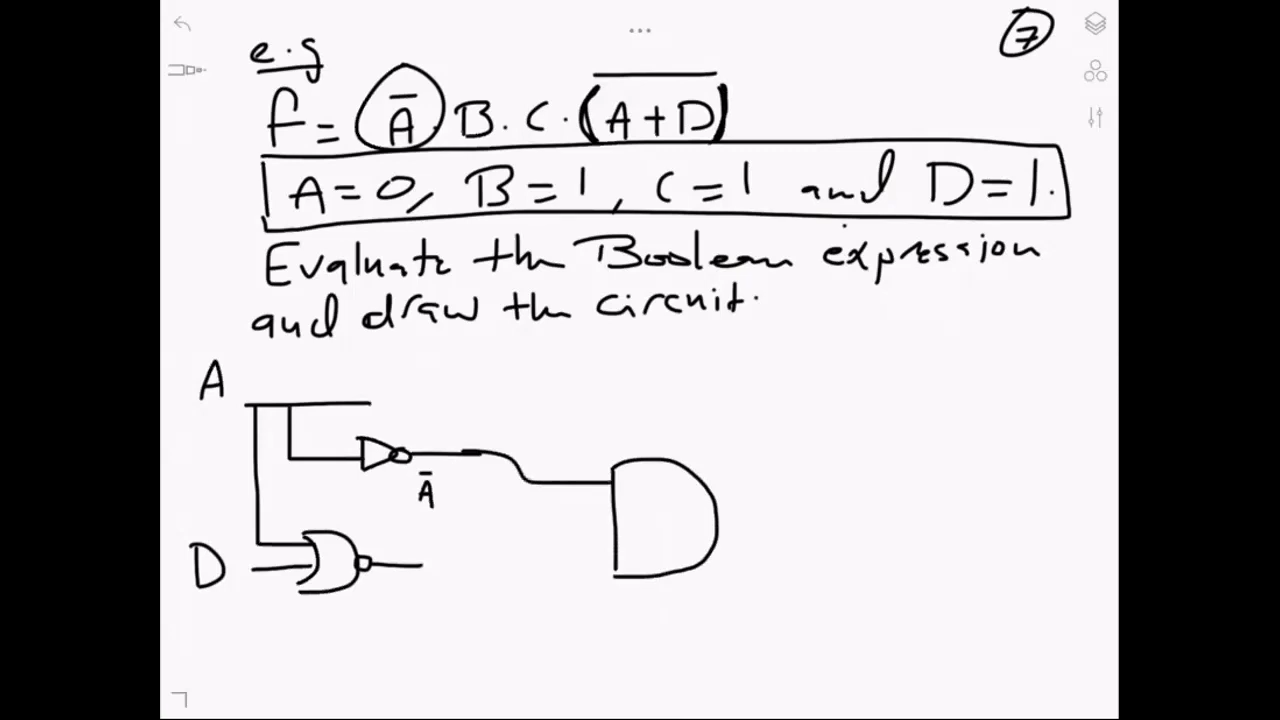 e.g
7
f = Ā B. C. (A + D)̅
A = 0, B = 1, C = 1 and D = 1.
Evaluate the Boolean expression
and draw the circuit.
A
Ā
D